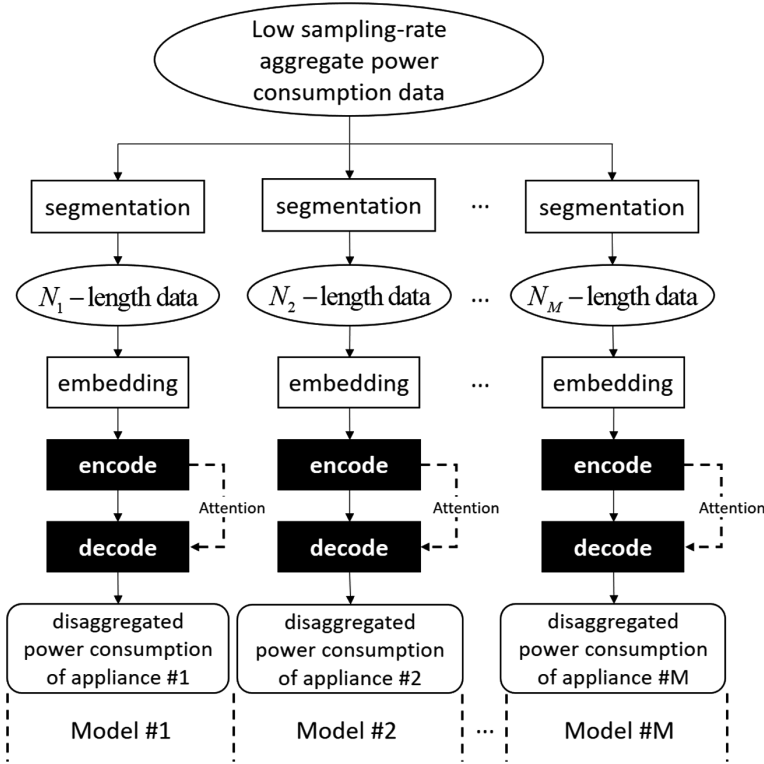 Low sampling-rate
aggregate power
consumption data
segmentation segmentation ... segmentation
N₁ – length data N₂ – length data ... N_M – length data
embedding embedding ... embedding
encode encode encode
Attention Attention Attention
decode decode decode
disaggregated disaggregated disaggregated
power consumption power consumption power consumption
of appliance #1 of appliance #2 of appliance #M
Model #1 Model #2 ... Model #M